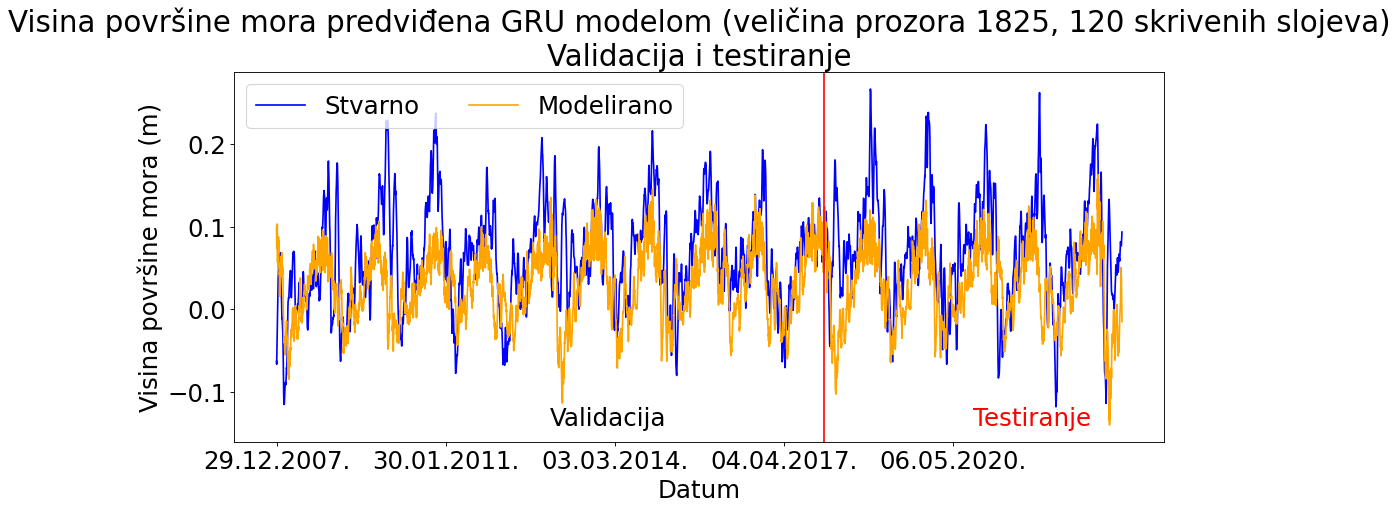 Visina površine mora predviđena GRU modelom (veličina prozora 1825, 120 skrivenih slojeva)
Validacija i testiranje
Stvarno Modelirano
Visina površine mora (m)
0.2
0.1
0.0
−0.1
Validacija
Testiranje
29.12.2007. 30.01.2011. 03.03.2014. 04.04.2017. 06.05.2020.
Datum